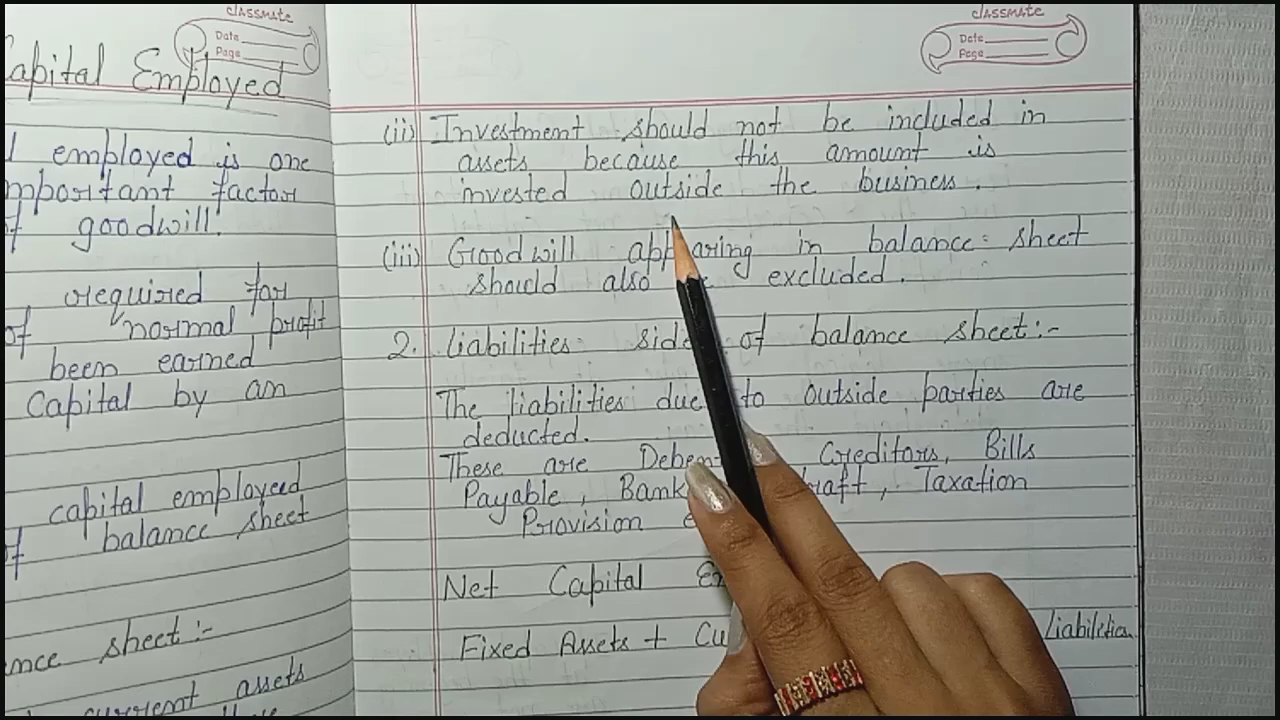 classmate
Date
Page
Capital Employed
employed is one
important factor
of goodwill.
required for
of normal profit
been earned
Capital by an
capital employed
of balance sheet
sheet :-
current assets
classmate
Date
Page
(ii) Investment should not be included in
assets because this amount is
invested outside the business.
(iii) Goodwill apparing in balance sheet
should also excluded.
2. Liabilities side of balance sheet :-
The liabilities due to outside parties are
deducted.
These are Creditors, Bills
Payable, Bank Taxation
Provision
Net Capital
Fixed Assets +